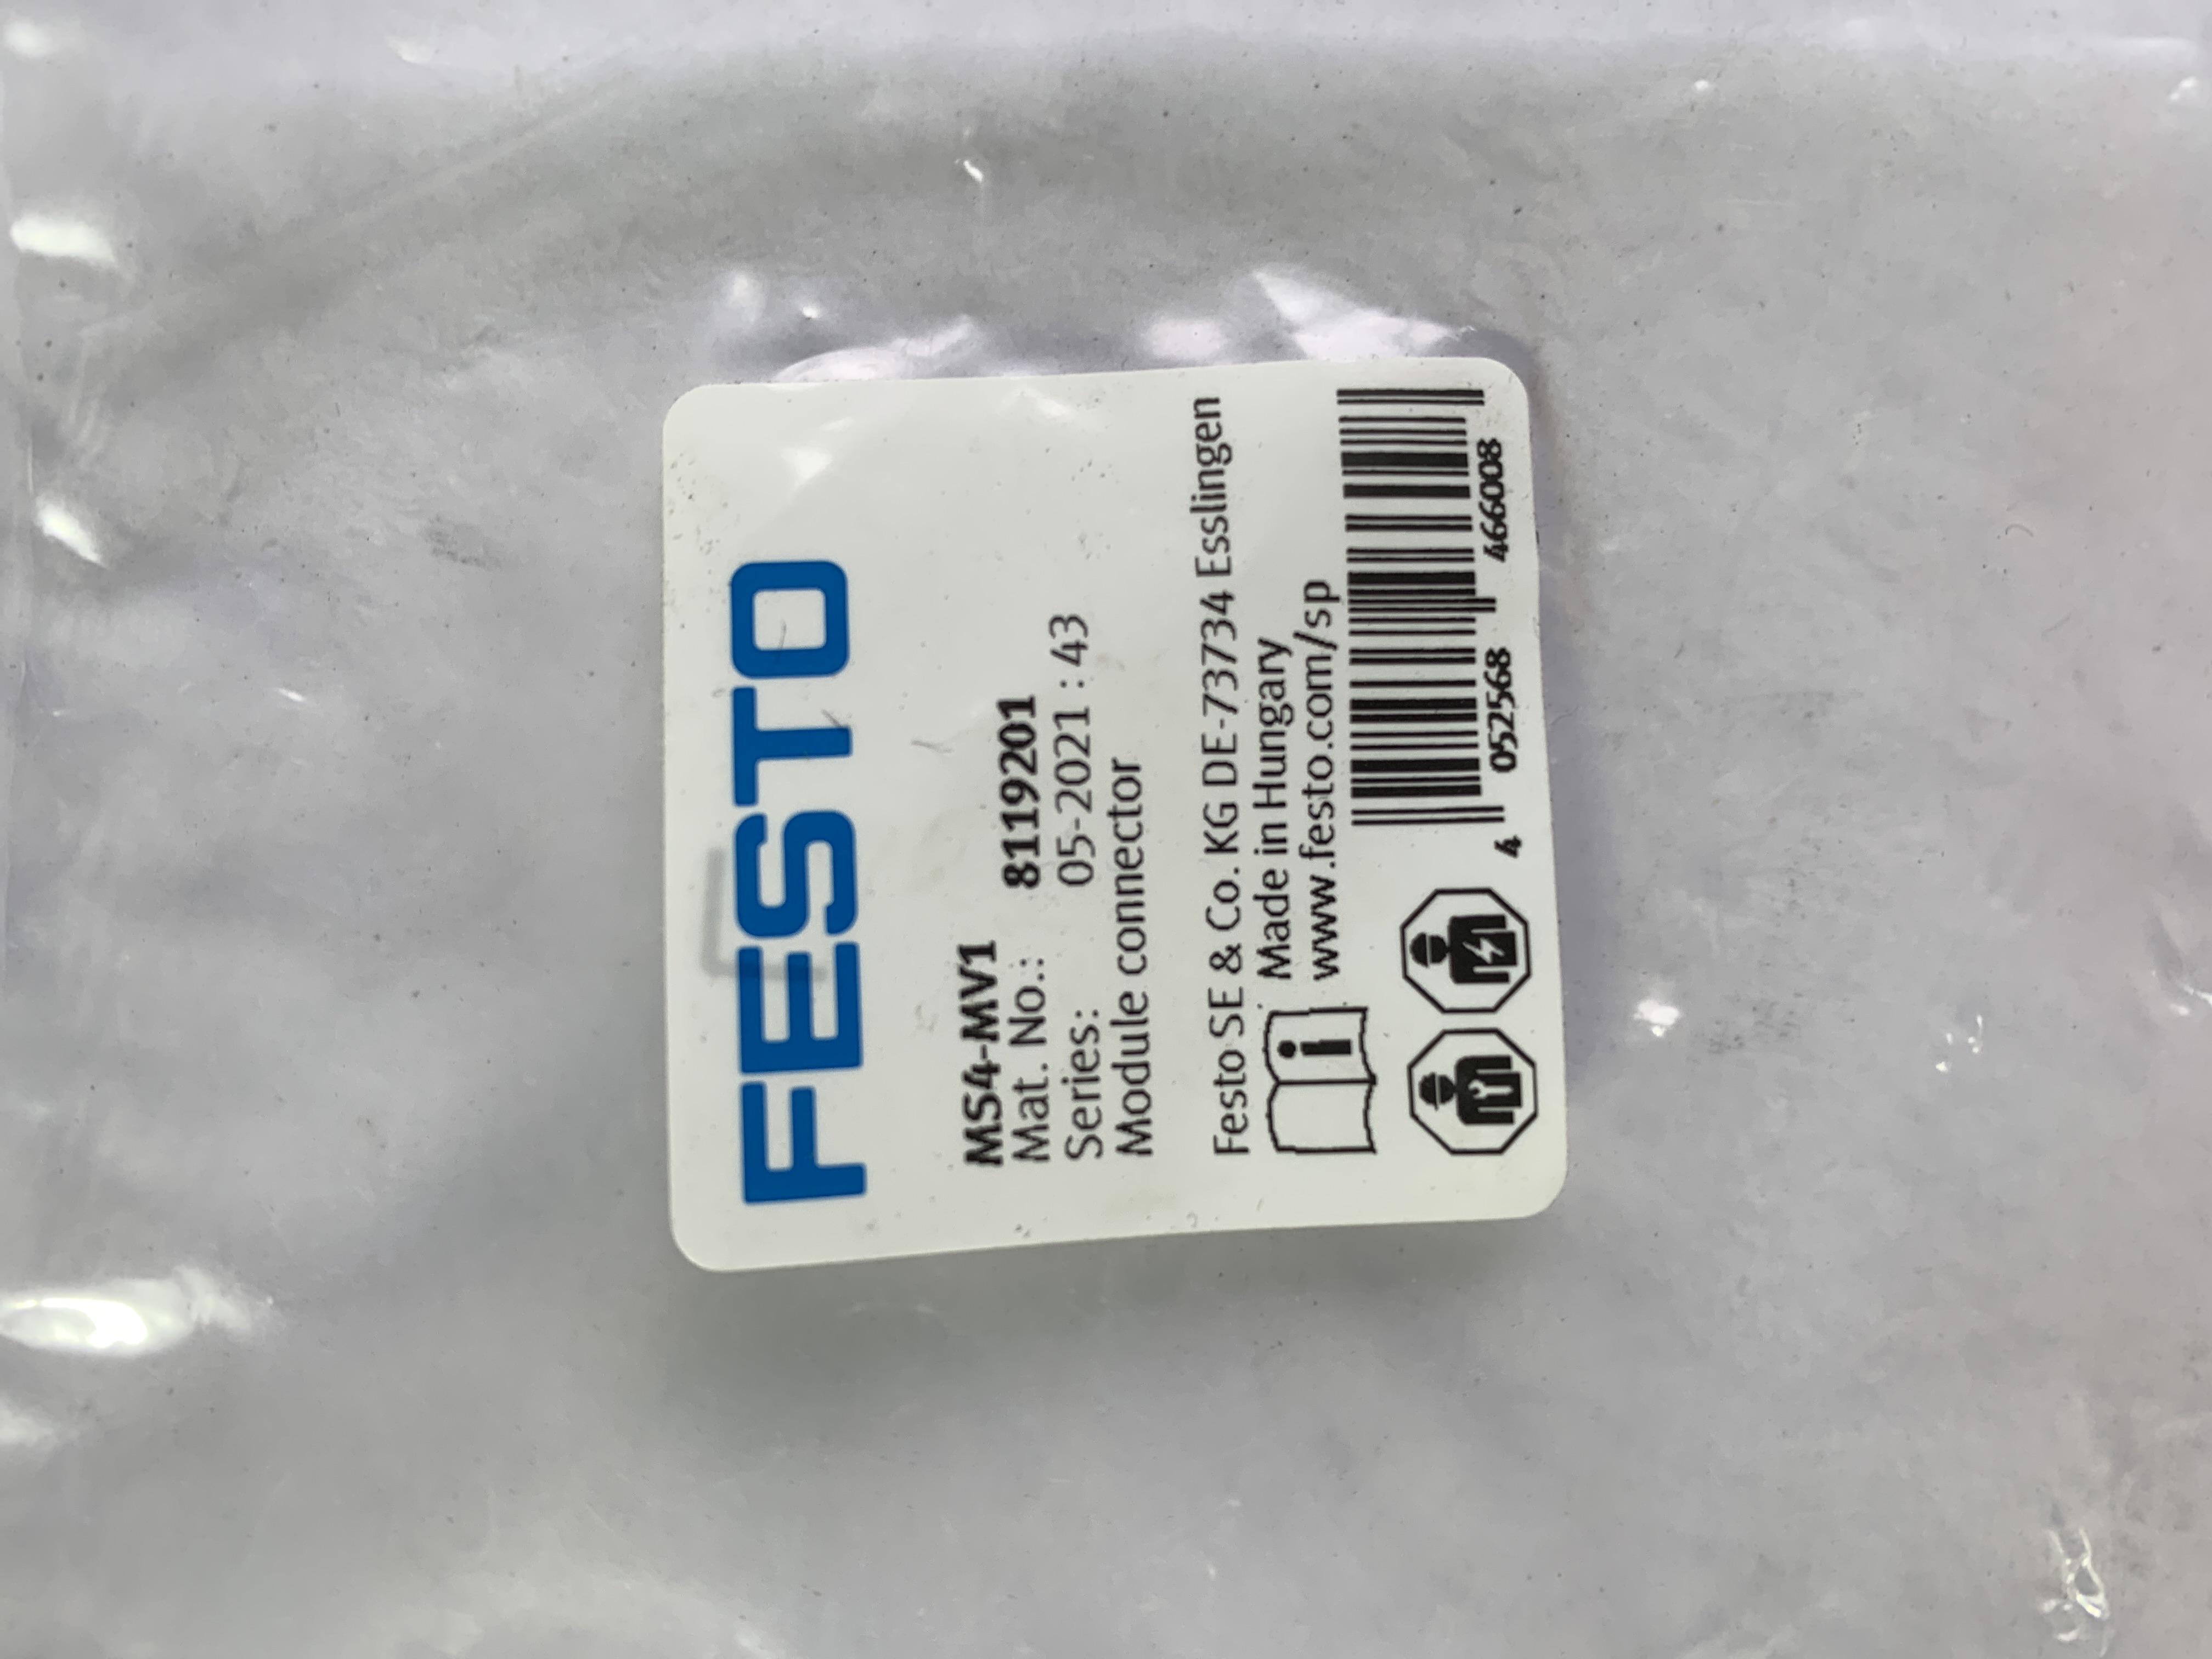 FESTO
MS4-MV1
Mat. No.: 8119201
Series: 05-2021 : 43
Module connector
Festo SE & Co. KG DE-73734 Esslingen
Made in Hungary
www.festo.com/sp
4 052568 466008